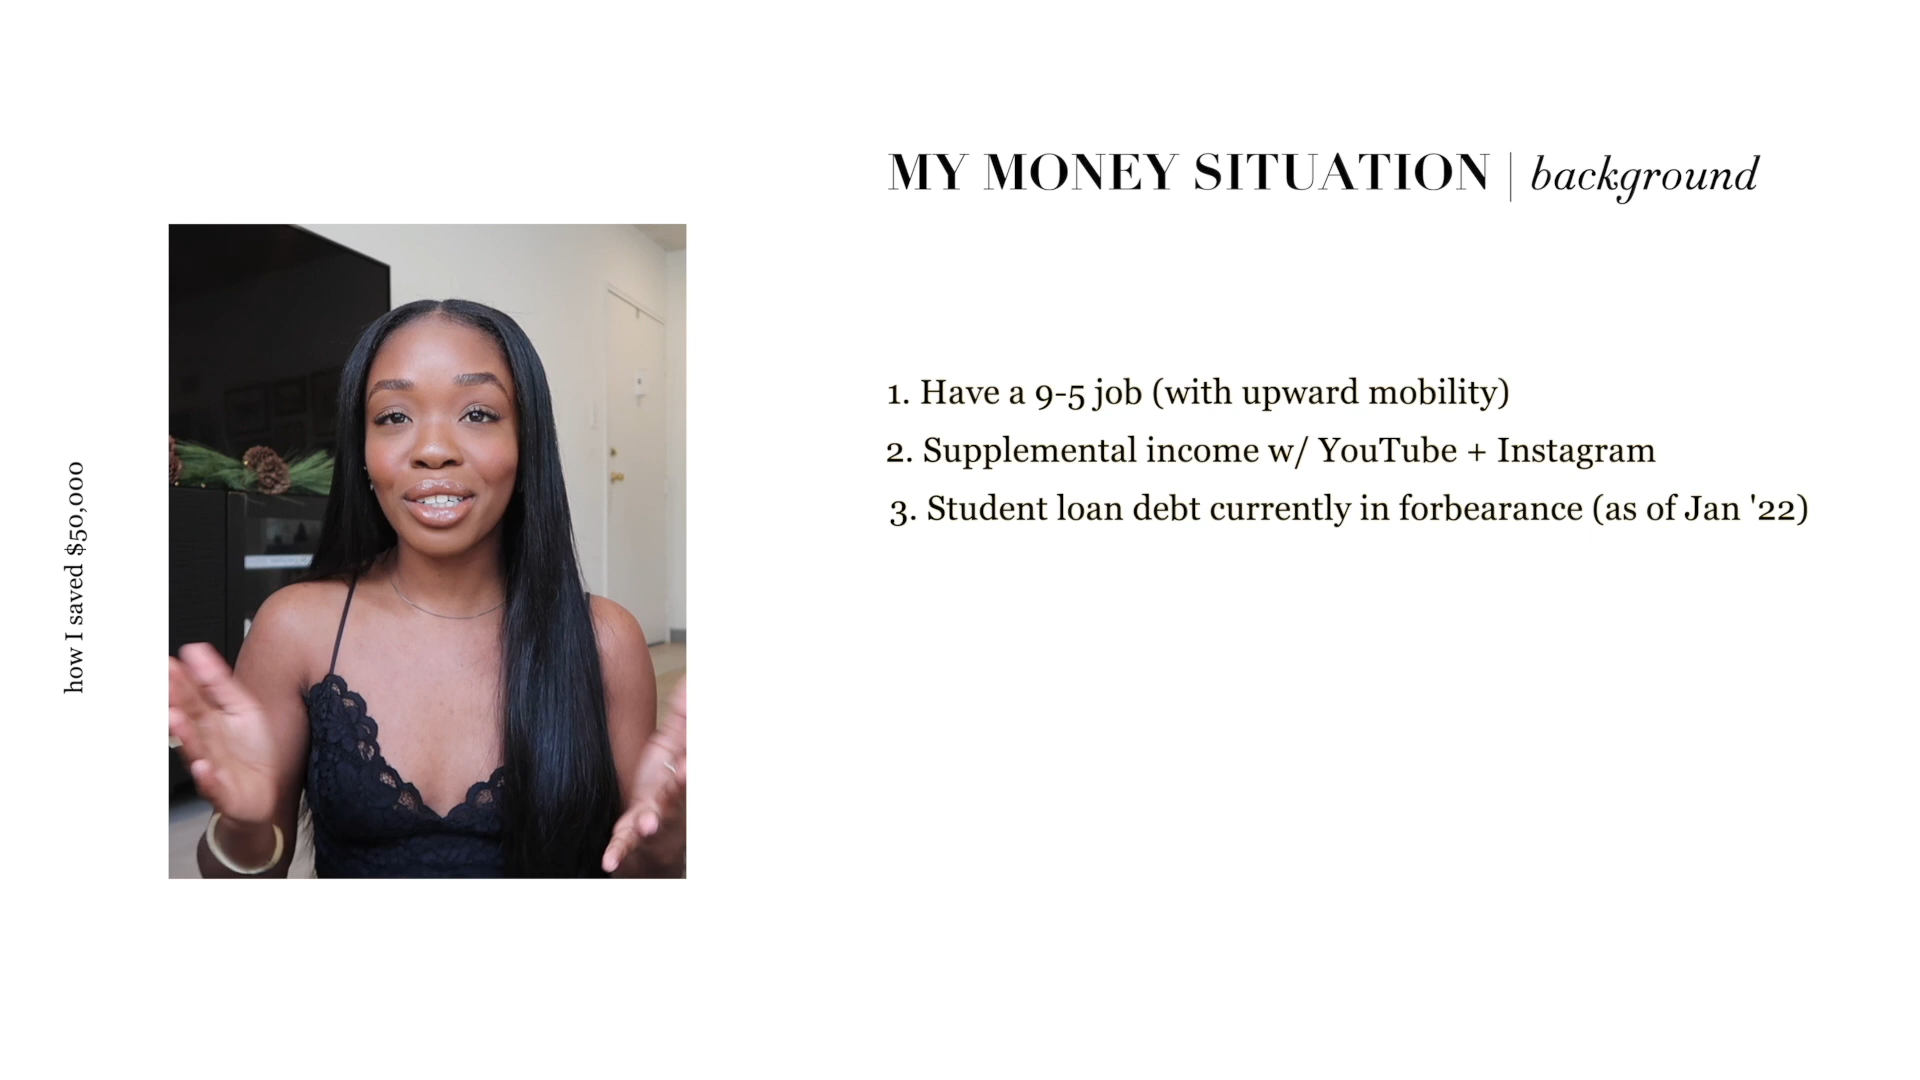 how I saved $50,000
MY MONEY SITUATION | background
1. Have a 9-5 job (with upward mobility)
2. Supplemental income w/ YouTube + Instagram
3. Student loan debt currently in forbearance (as of Jan '22)